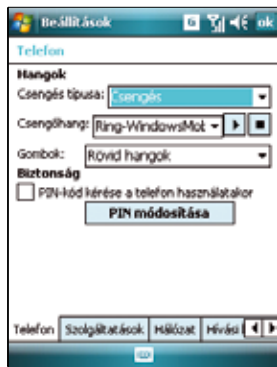 Beállítások ok
Telefon
Hangok
Csengés típusa: Csengés
Csengőhang: Ring-WindowsMob
Gombok: Rövid hangok
Biztonság
PIN-kód kérése a telefon használatakor
PIN módosítása
Telefon Szolgáltatások Hálózat Hívási